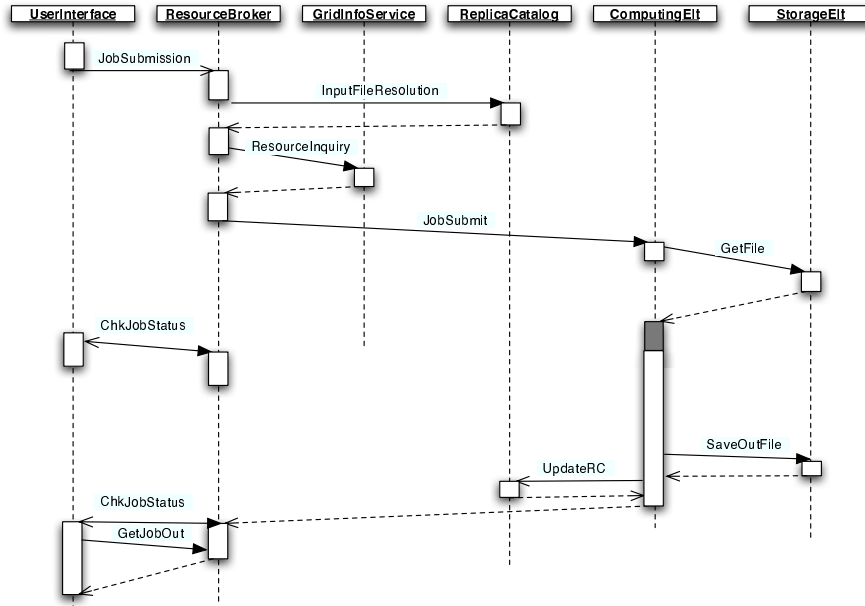 UserInterface ResourceBroker GridInfoService ReplicaCatalog ComputingElt StorageElt
JobSubmission
InputFileResolution
ResourceInquiry
JobSubmit
GetFile
ChkJobStatus
SaveOutFile
UpdateRC
ChkJobStatus
GetJobOut